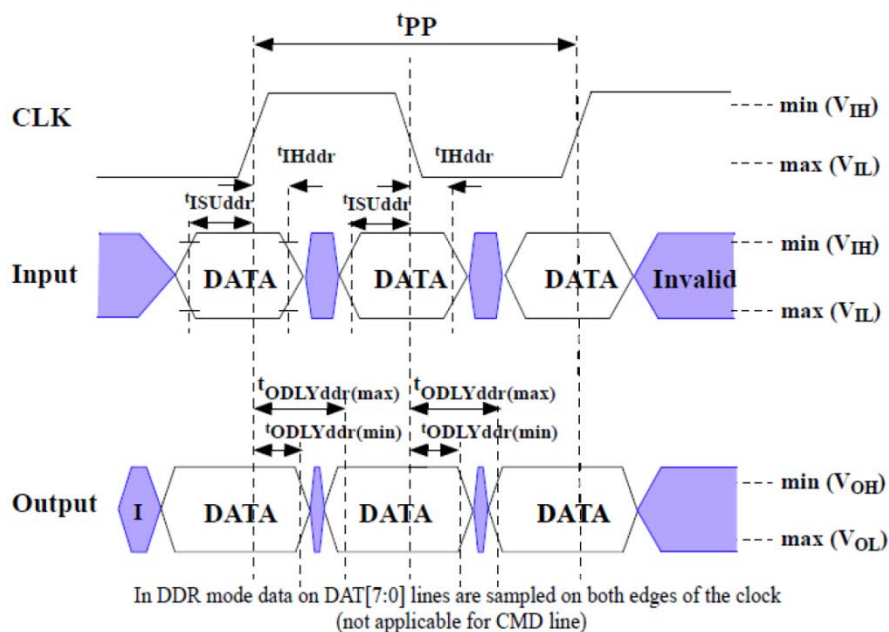 tPP
CLK
min (VIH)
tIHddr tIHddr
max (VIL)
tISUddr tISUddr
Input DATA DATA DATA Invalid
min (VIH)
max (VIL)
tODLYddr(max) tODLYddr(max)
tODLYddr(min) tODLYddr(min)
Output I DATA DATA DATA
min (VOH)
max (VOL)
In DDR mode data on DAT[7:0] lines are sampled on both edges of the clock
(not applicable for CMD line)